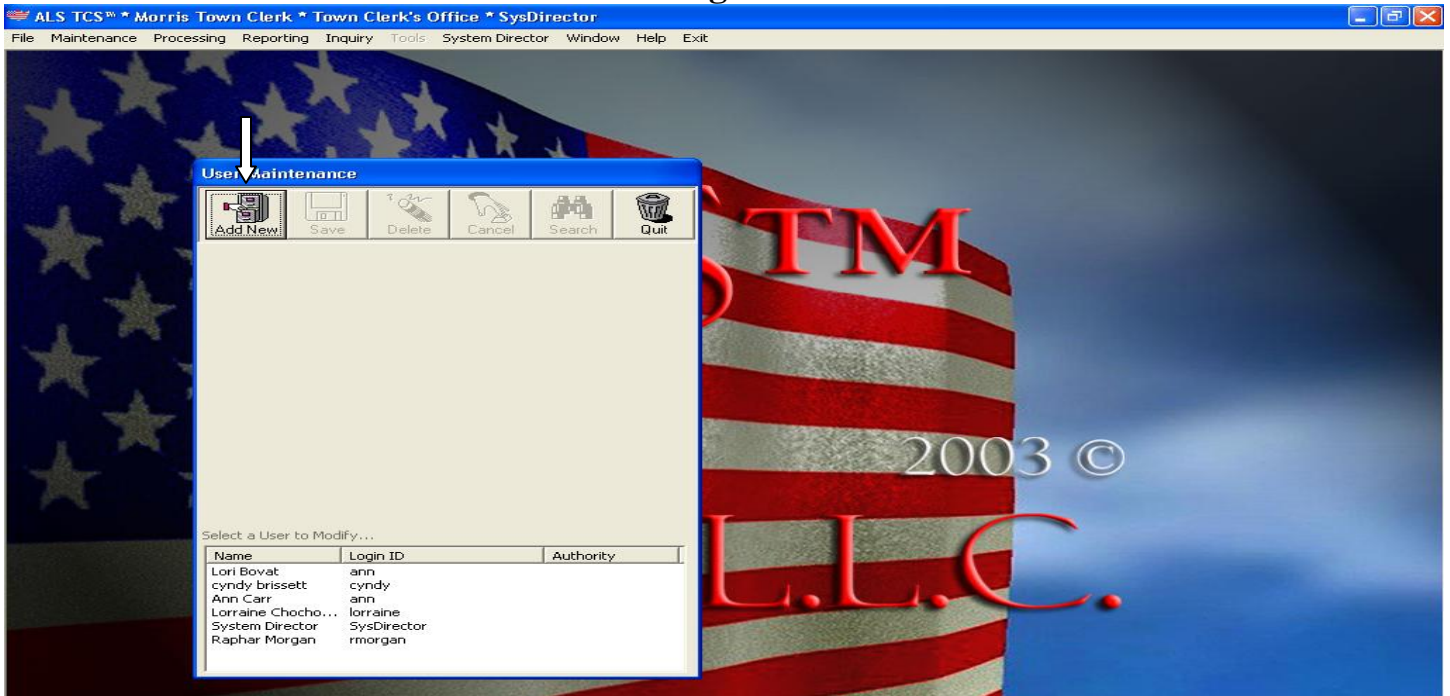 ALS TCS™ * Morris Town Clerk * Town Clerk's Office * SysDirector
File Maintenance Processing Reporting Inquiry Tools System Director Window Help Exit
User Maintenance
Add New Save Delete Cancel Search Quit
TM
2003 ©
L.L.C.
Select a User to Modify...
Name Login ID Authority
Lori Bovat ann
cyndy brissett cyndy
Ann Carr ann
Lorraine Chocho... lorraine
System Director SysDirector
Raphar Morgan rmorgan